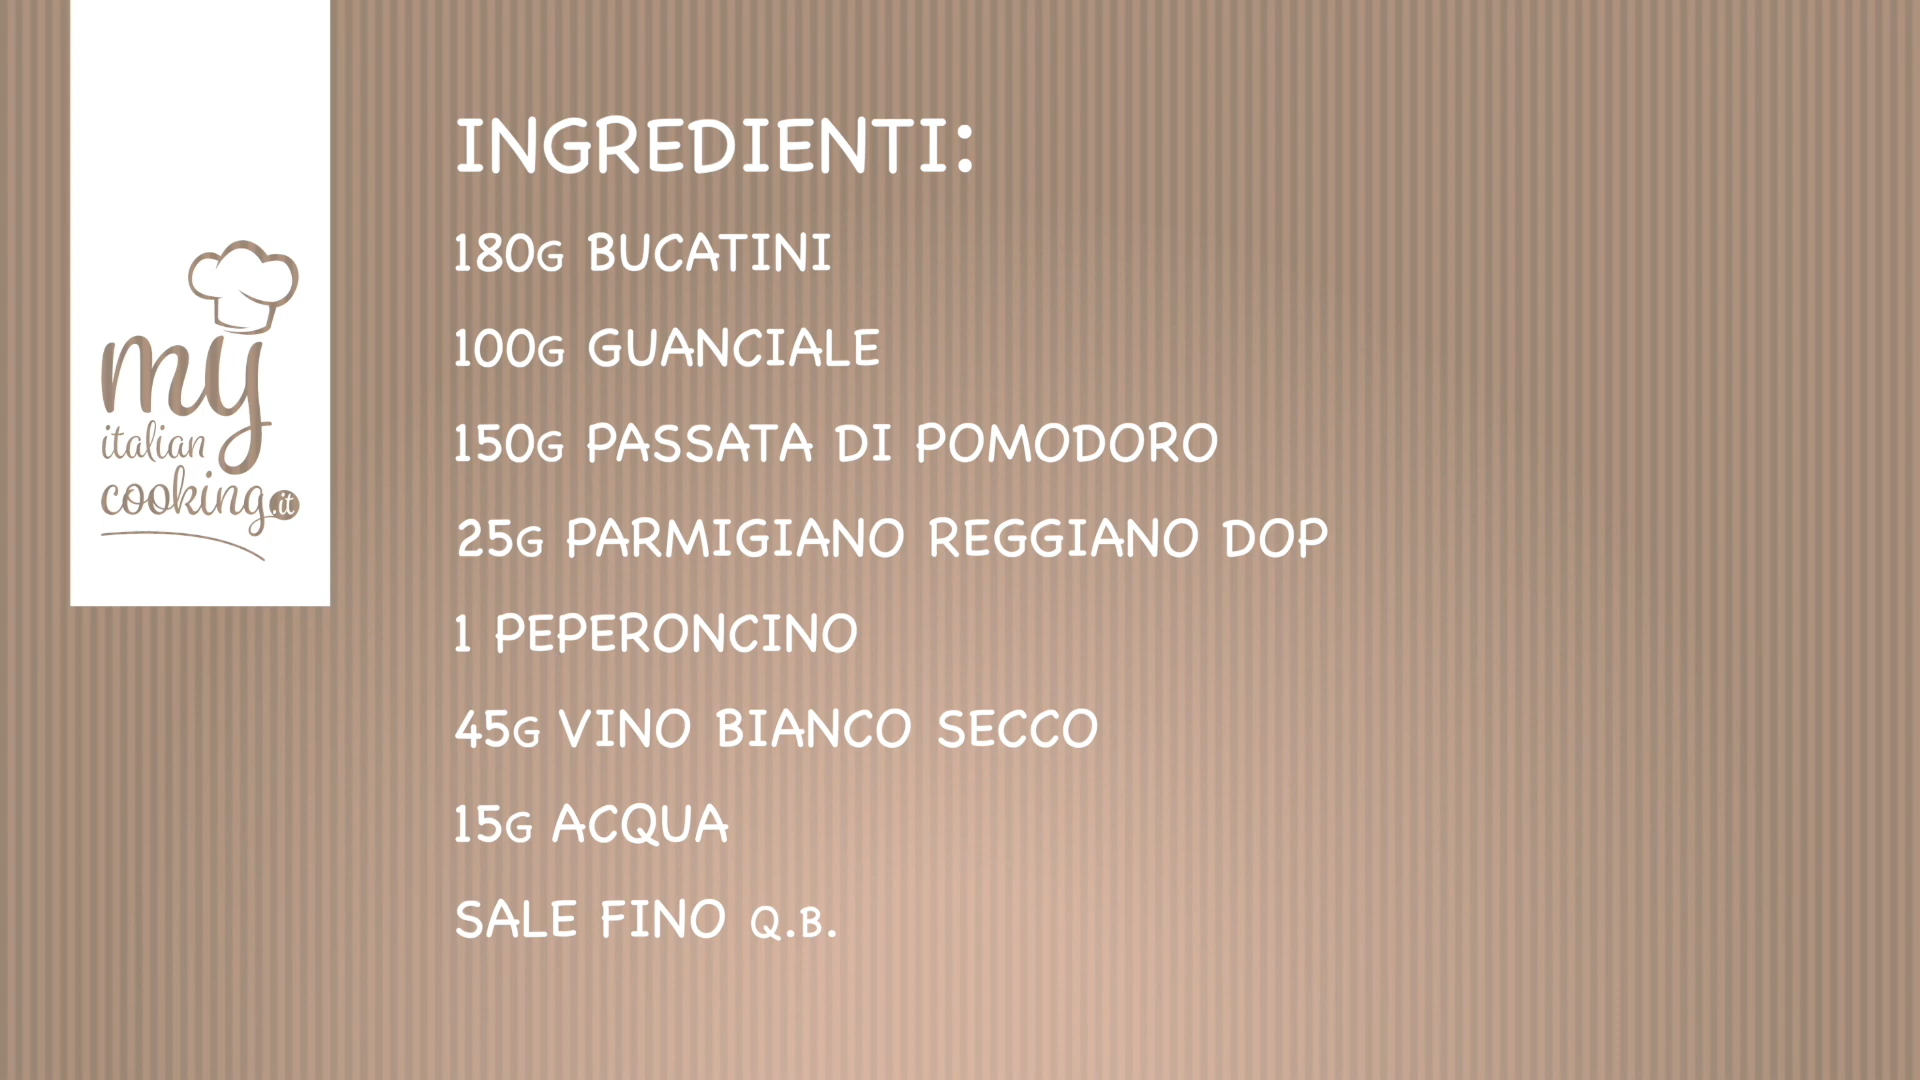 my
italian
cooking.it
INGREDIENTI:
180G BUCATINI
100G GUANCIALE
150G PASSATA DI POMODORO
25G PARMIGIANO REGGIANO DOP
1 PEPERONCINO
45G VINO BIANCO SECCO
15G ACQUA
SALE FINO Q.B.